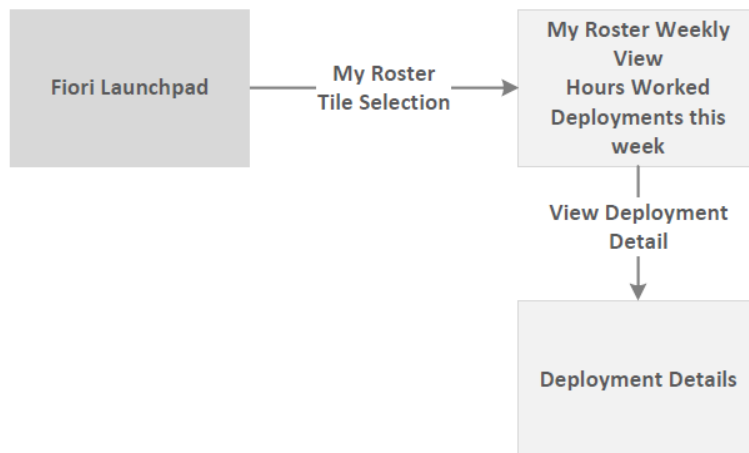 Fiori Launchpad
My Roster
Tile Selection
My Roster Weekly
View
Hours Worked
Deployments this
week
View Deployment
Detail
Deployment Details